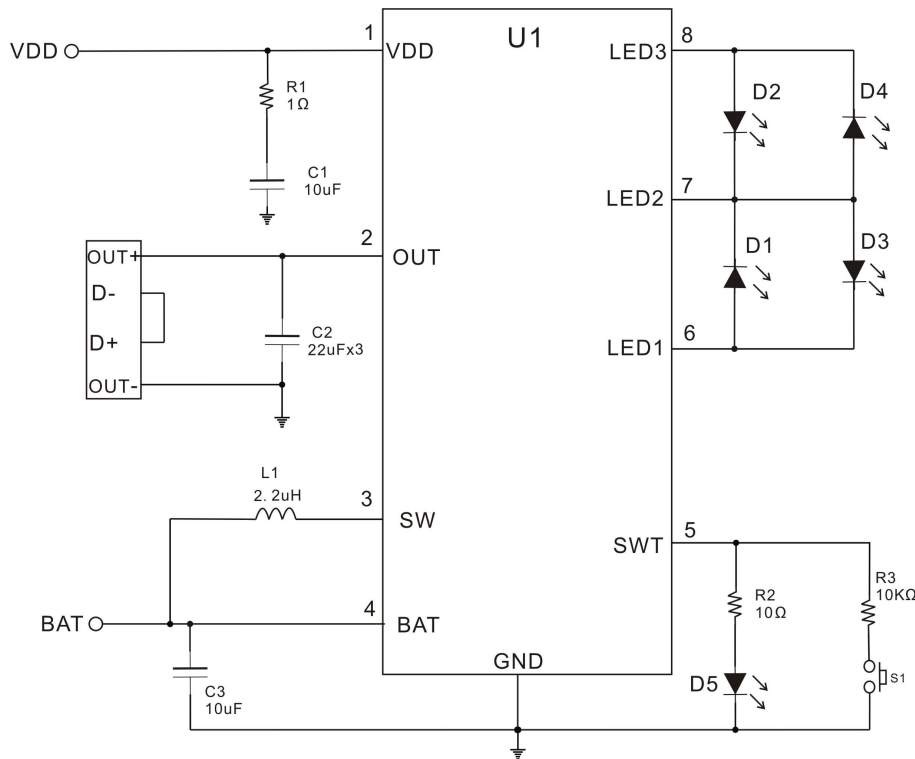 U1
VDD
1
VDD
R1
1Ω
C1
10uF
2
OUT
OUT+
D-
D+
OUT-
C2
22uFx3
L1
2.2uH
3
SW
BAT
4
BAT
C3
10uF
GND
8
LED3
D2
D4
7
LED2
D1
D3
6
LED1
5
SWT
R2
10Ω
R3
10KΩ
D5
S1